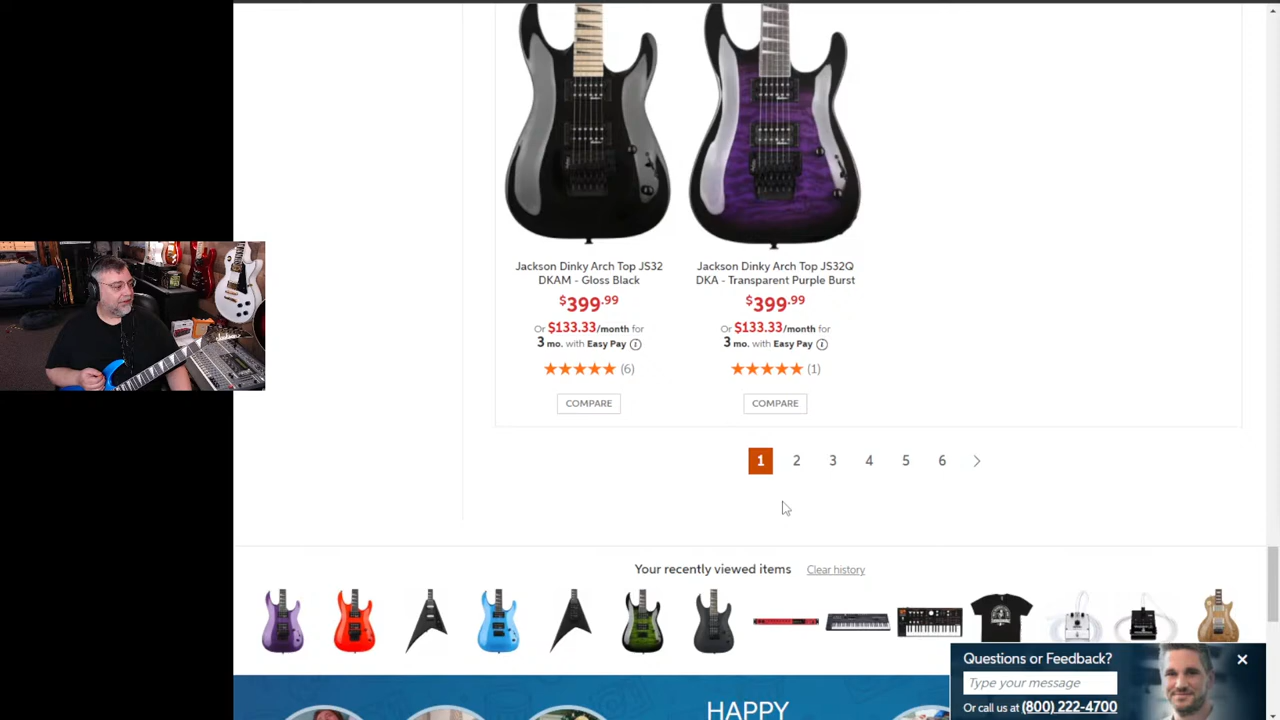 Jackson Dinky Arch Top JS32
DKAM - Gloss Black
$399.99
Or $133.33/month for
3 mo. with Easy Pay
(6)
COMPARE
Jackson Dinky Arch Top JS32Q
DKA - Transparent Purple Burst
$399.99
Or $133.33/month for
3 mo. with Easy Pay
(1)
COMPARE
1 2 3 4 5 6
Your recently viewed items Clear history
Questions or Feedback?
Type your message
Or call us at (800) 222-4700
HAPPY